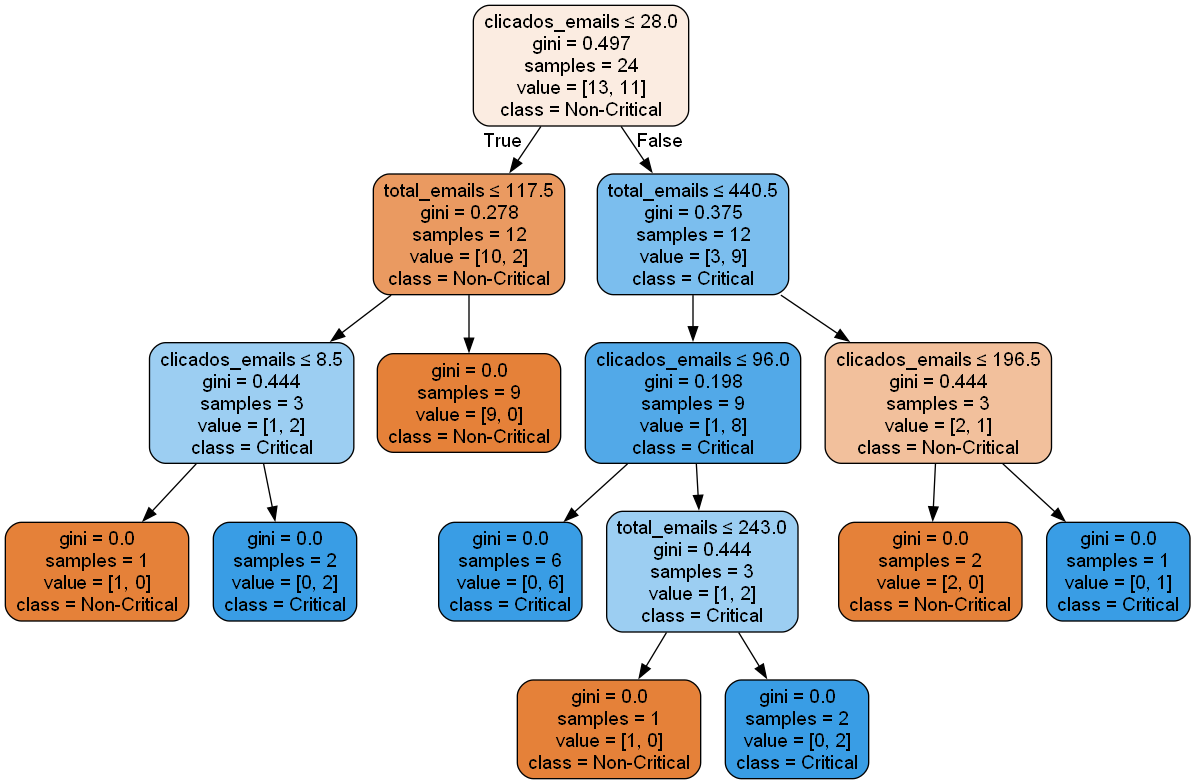 clicados_emails ≤ 28.0
gini = 0.497
samples = 24
value = [13, 11]
class = Non-Critical
True
False
total_emails ≤ 117.5
gini = 0.278
samples = 12
value = [10, 2]
class = Non-Critical
total_emails ≤ 440.5
gini = 0.375
samples = 12
value = [3, 9]
class = Critical
clicados_emails ≤ 8.5
gini = 0.444
samples = 3
value = [1, 2]
class = Critical
gini = 0.0
samples = 9
value = [9, 0]
class = Non-Critical
clicados_emails ≤ 96.0
gini = 0.198
samples = 9
value = [1, 8]
class = Critical
clicados_emails ≤ 196.5
gini = 0.444
samples = 3
value = [2, 1]
class = Non-Critical
gini = 0.0
samples = 1
value = [1, 0]
class = Non-Critical
gini = 0.0
samples = 2
value = [0, 2]
class = Critical
gini = 0.0
samples = 6
value = [0, 6]
class = Critical
total_emails ≤ 243.0
gini = 0.444
samples = 3
value = [1, 2]
class = Critical
gini = 0.0
samples = 2
value = [2, 0]
class = Non-Critical
gini = 0.0
samples = 1
value = [0, 1]
class = Critical
gini = 0.0
samples = 1
value = [1, 0]
class = Non-Critical
gini = 0.0
samples = 2
value = [0, 2]
class = Critical